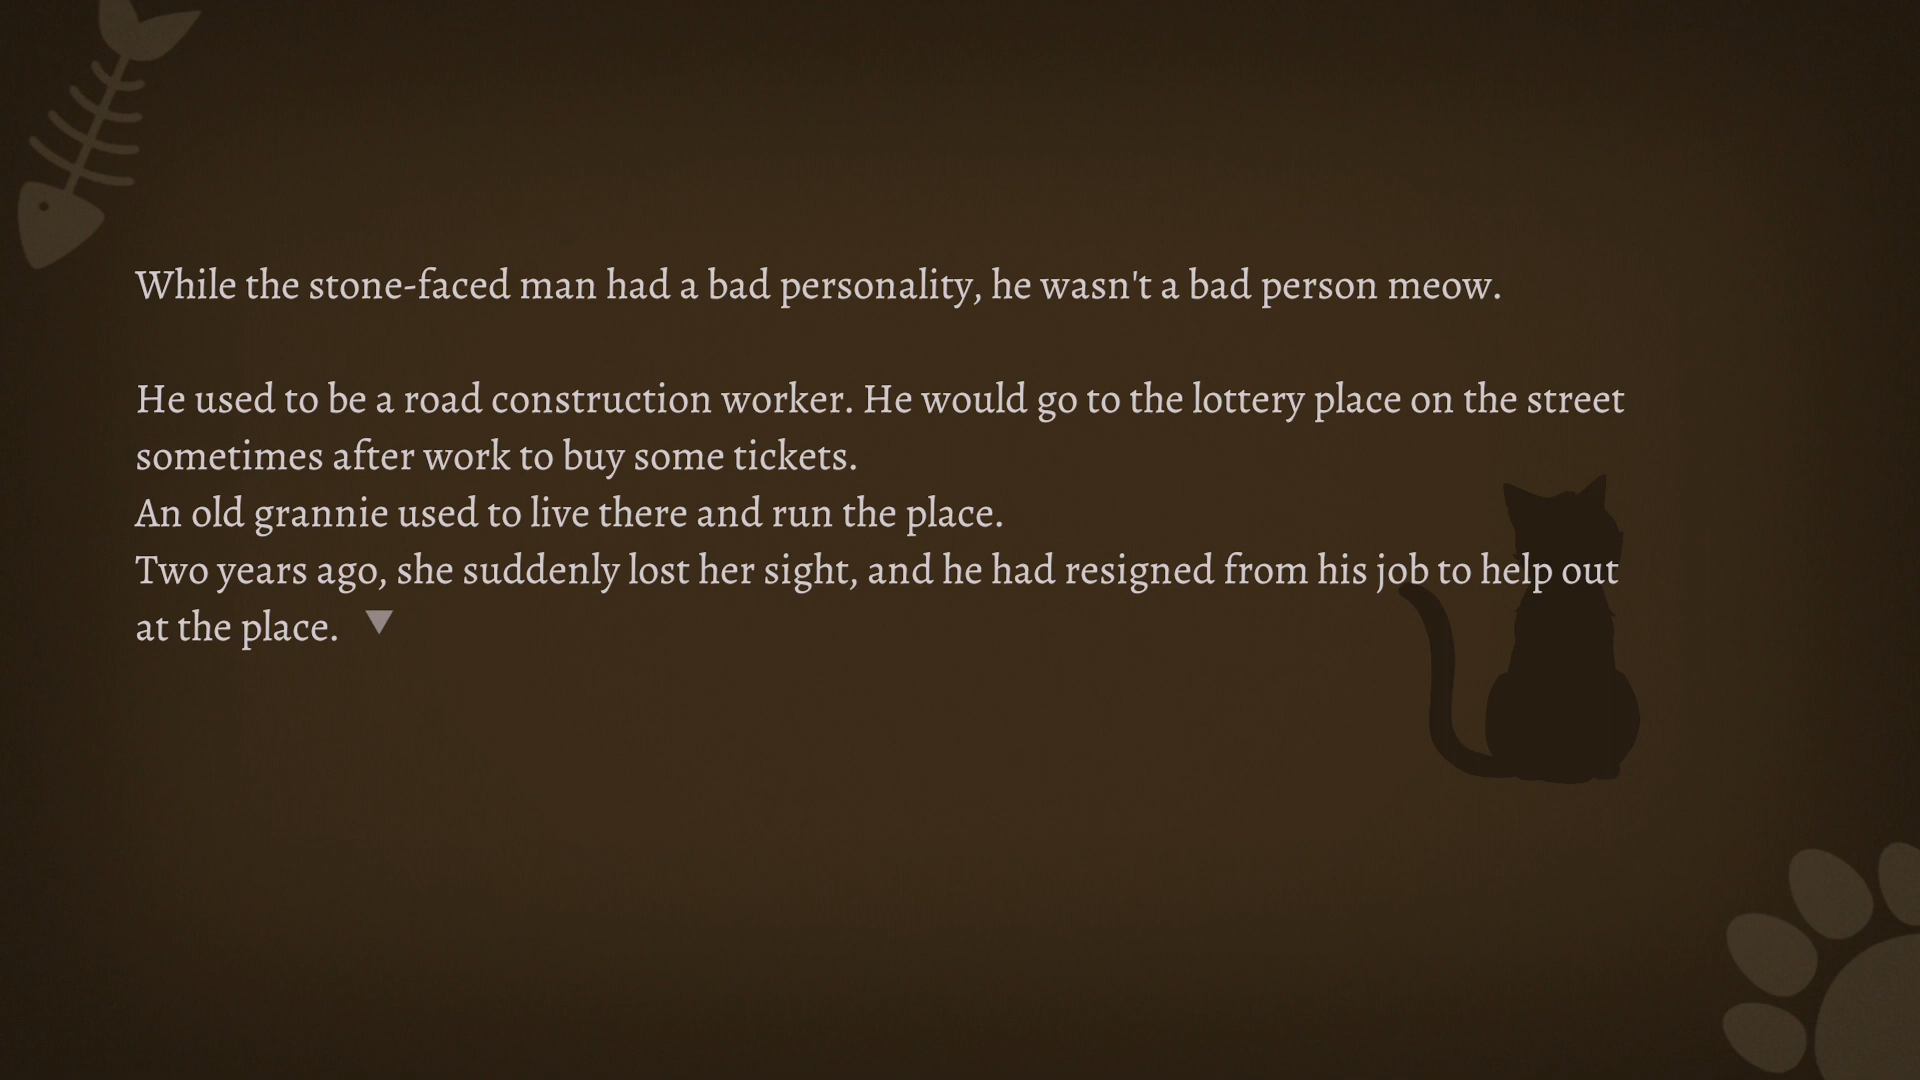 While the stone-faced man had a bad personality, he wasn't a bad person meow.
He used to be a road construction worker. He would go to the lottery place on the street
sometimes after work to buy some tickets.
An old grannie used to live there and run the place.
Two years ago, she suddenly lost her sight, and he had resigned from his job to help out
at the place.